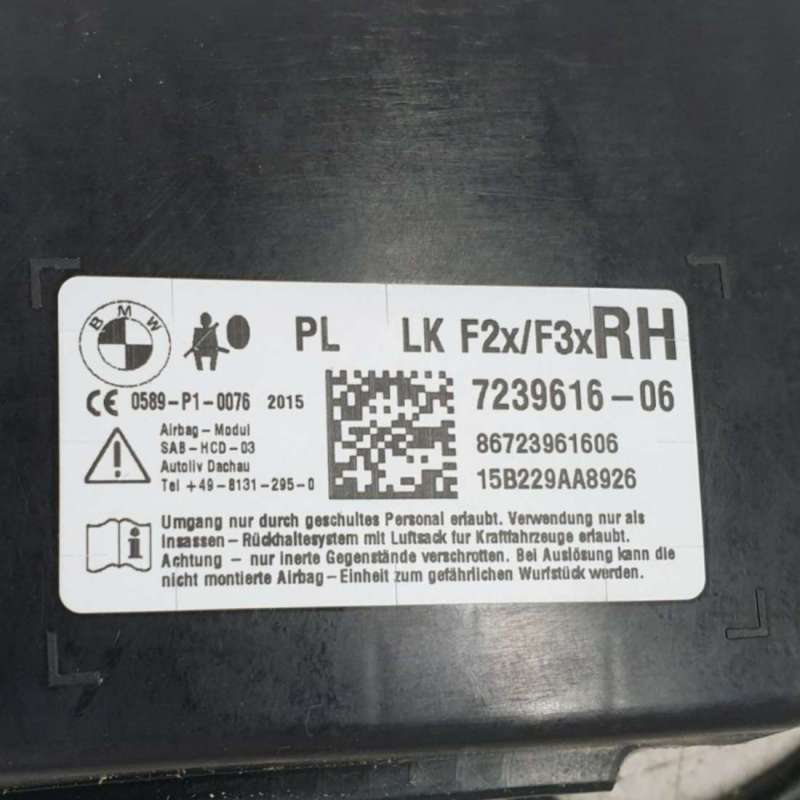 BMW
PL LK F2x/F3x RH
CE 0589-P1-0076 2015
7239616-06
Airbag-Modul
SAB-HCD-03
Autoliv Dachau
Tel +49-8131-295-0
86723961606
15B229AA8926
Umgang nur durch geschultes Personal erlaubt. Verwendung nur als
Insassen-Rückhaltesystem mit Luftsack fur Kraftfahrzeuge erlaubt.
Achtung - nur inerte Gegenstände verschrotten. Bei Auslösung kann die
nicht montierte Airbag-Einheit zum gefährlichen Wurfstück werden.